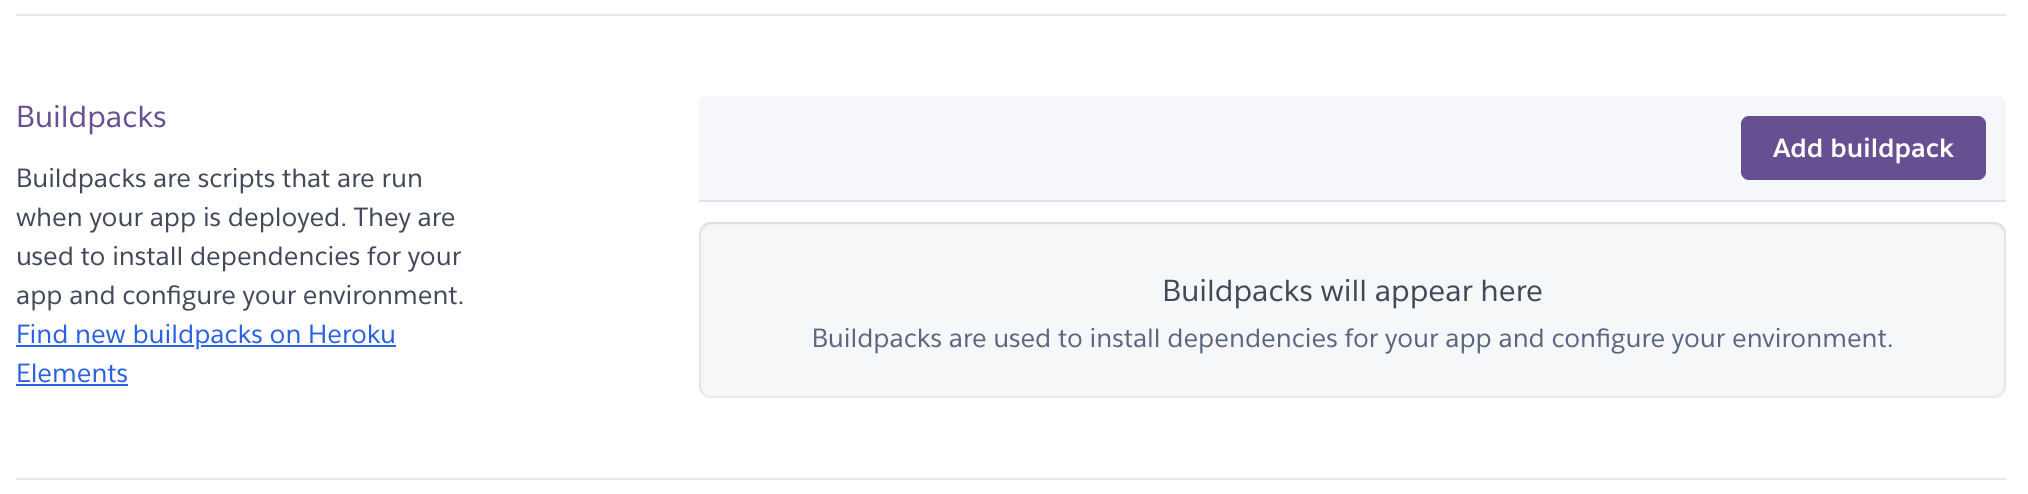 Buildpacks
Buildpacks are scripts that are run
when your app is deployed. They are
used to install dependencies for your
app and configure your environment.
Find new buildpacks on Heroku
Elements
Add buildpack
Buildpacks will appear here
Buildpacks are used to install dependencies for your app and configure your environment.